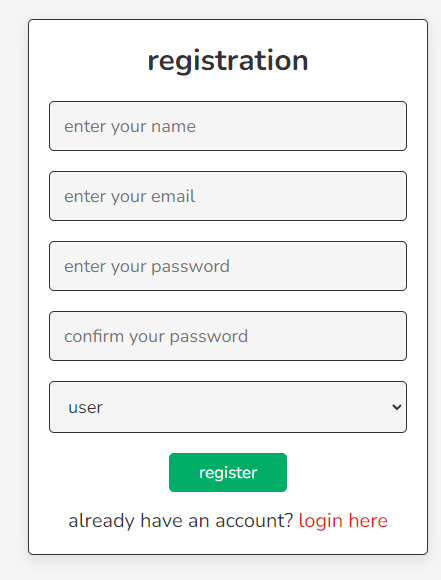 registration
enter your name
enter your email
enter your password
confirm your password
user
register
already have an account? login here